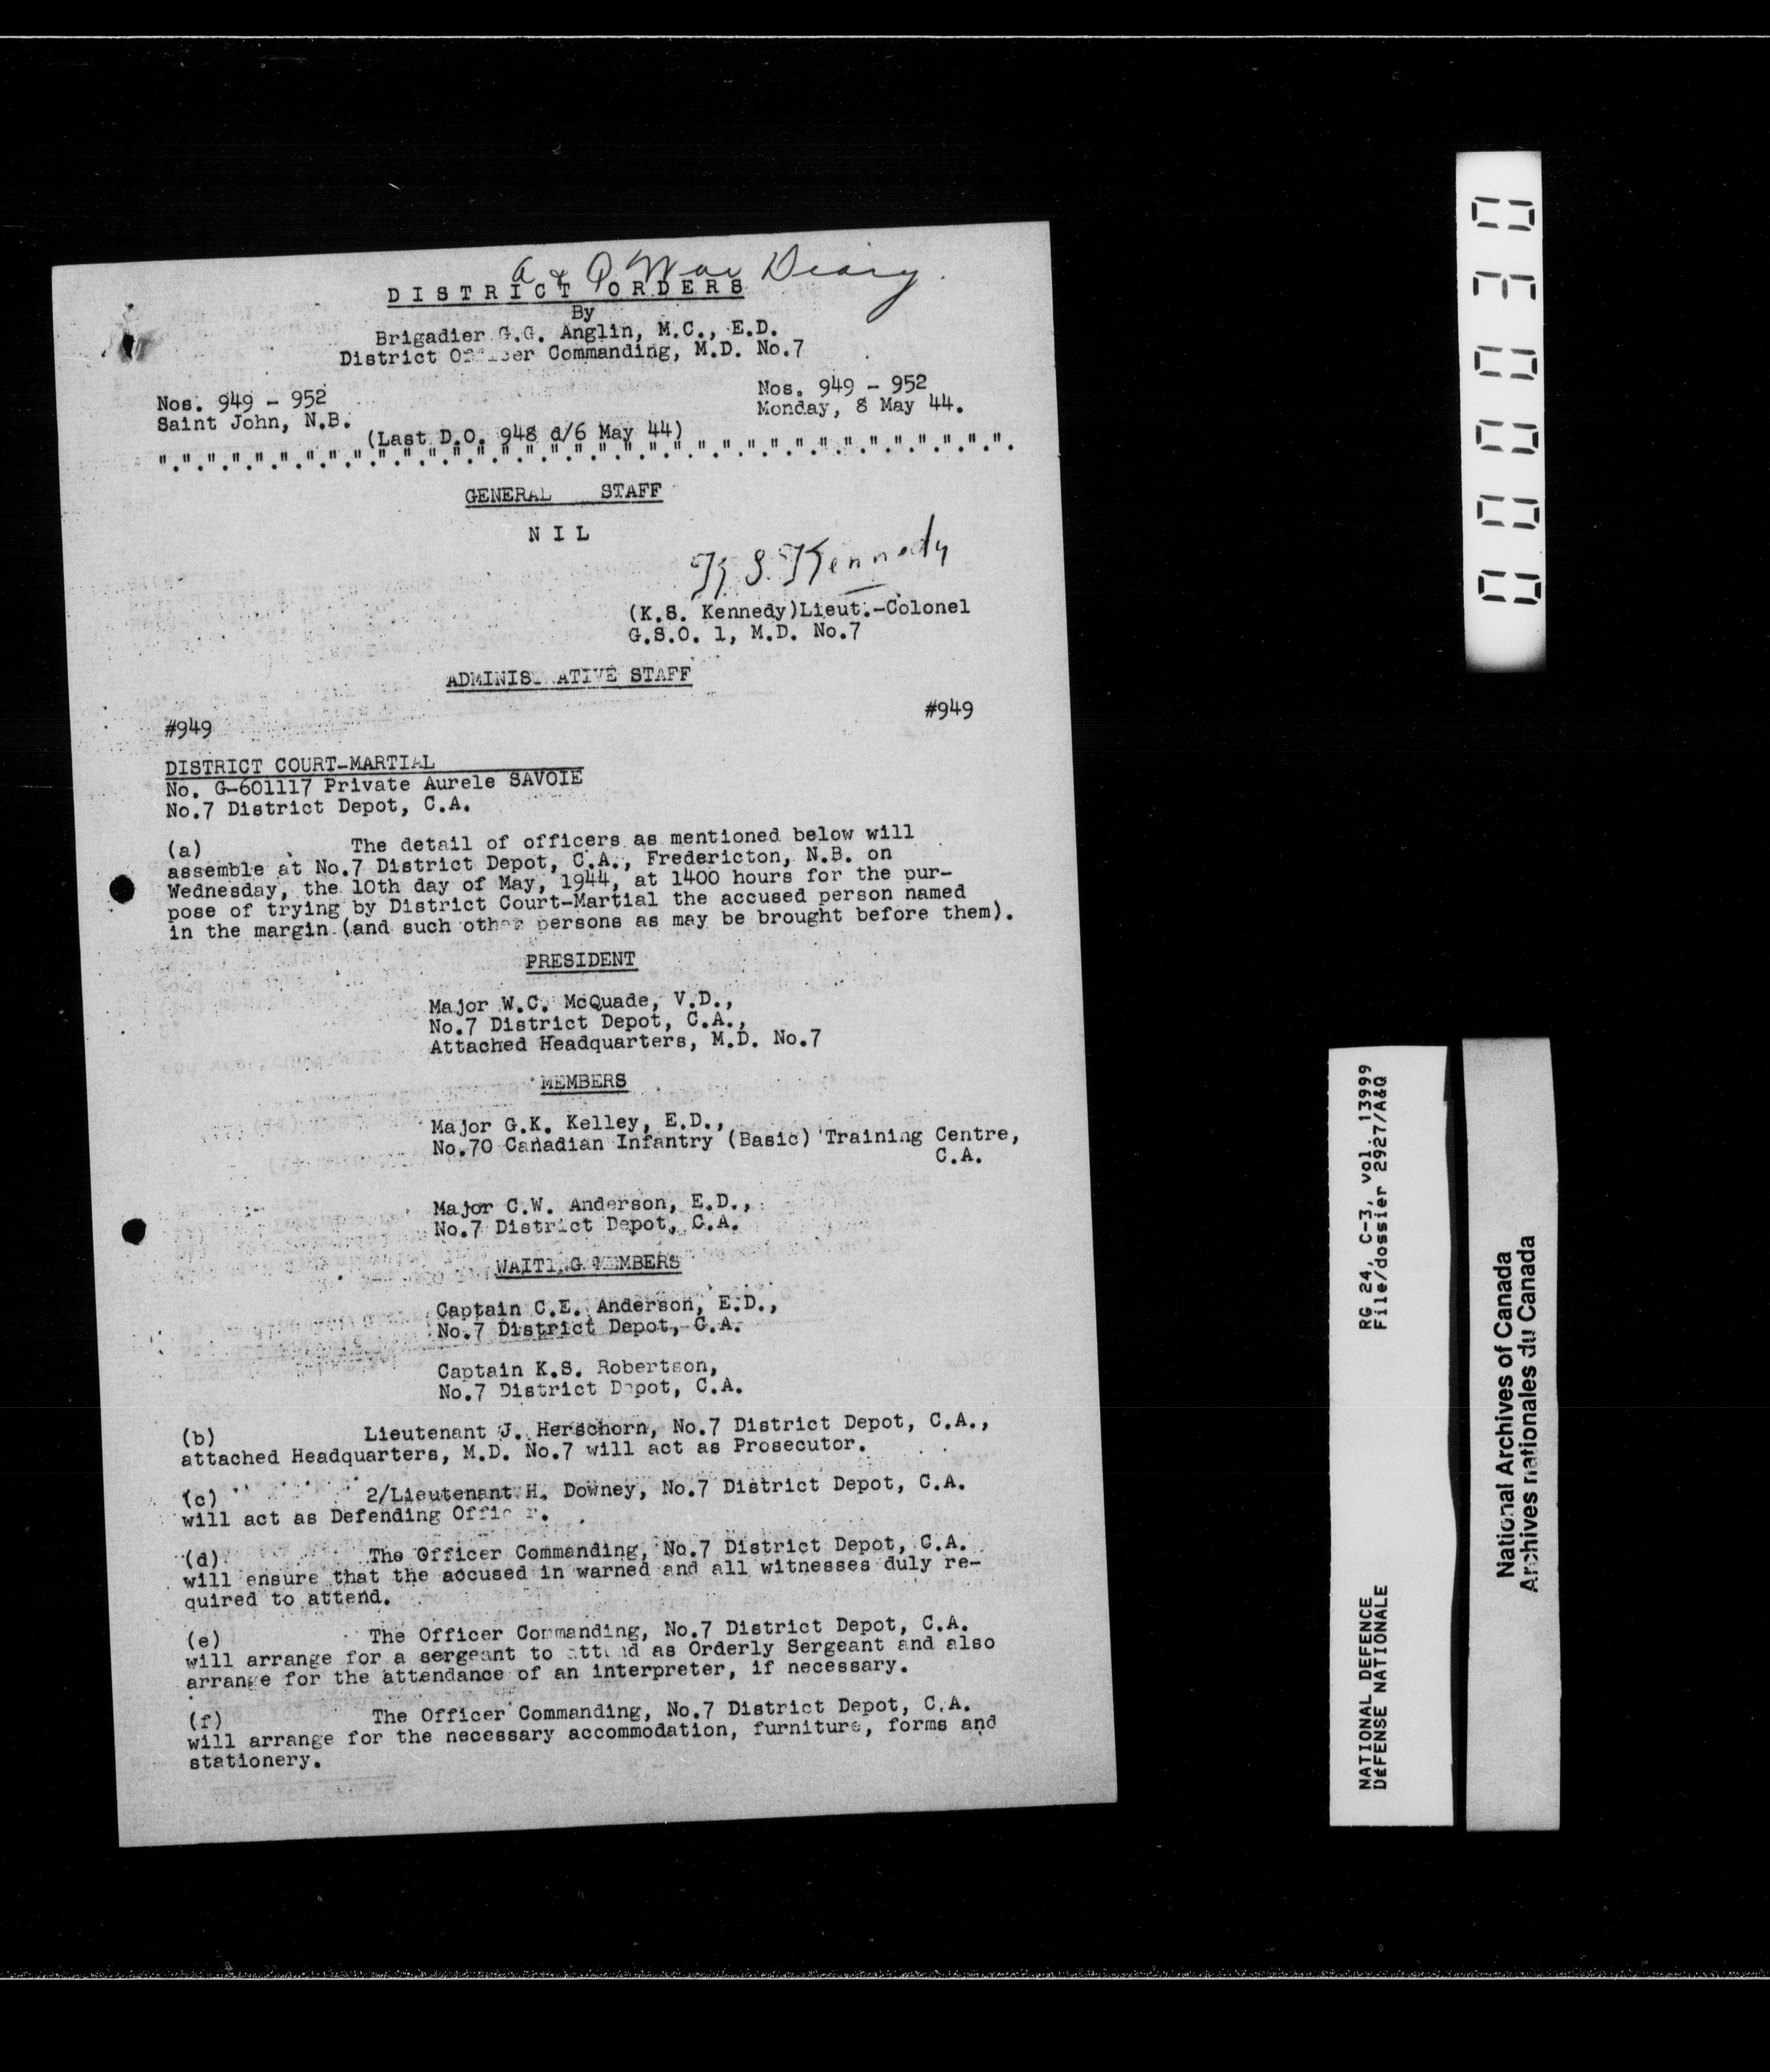 A & Q War Diary.
DISTRICT ORDERS
By
Brigadier G.G. Anglin, M.C., E.D.
District Officer Commanding, M.D. No.7
Nos. 949 - 952
Nos. 949 - 952
Saint John, N.B.
Monday, 8 May 44.
(Last D.O. 948 d/6 May 44)
".".".".".".".".".".".".".".".".".".".".".".".".".".".".".".".".".".
GENERAL STAFF
N I L
K S. Kennedy
(K.S. Kennedy)Lieut.-Colonel
G.S.O. 1, M.D. No.7
ADMINISTRATIVE STAFF
#949
#949
DISTRICT COURT-MARTIAL
No. G-601117 Private Aurele SAVOIE
No.7 District Depot, C.A.
(a) The detail of officers as mentioned below will
assemble at No.7 District Depot, C.A., Fredericton, N.B. on
Wednesday, the 10th day of May, 1944, at 1400 hours for the pur-
pose of trying by District Court-Martial the accused person named
in the margin (and such other persons as may be brought before them).
PRESIDENT
Major W.C. McQuade, V.D.,
No.7 District Depot, C.A.,
Attached Headquarters, M.D. No.7
MEMBERS
Major G.K. Kelley, E.D.,
No.70 Canadian Infantry (Basic) Training Centre,
C.A.
Major C.W. Anderson, E.D.,
No.7 District Depot, C.A.
WAITING MEMBERS
Captain C.E. Anderson, E.D.,
No.7 District Depot, C.A.
Captain K.S. Robertson,
No.7 District Depot, C.A.
(b) Lieutenant J. Herschorn, No.7 District Depot, C.A.,
attached Headquarters, M.D. No.7 will act as Prosecutor.
(c) 2/Lieutenant H. Downey, No.7 District Depot, C.A.
will act as Defending Officer.
(d) The Officer Commanding, No.7 District Depot, C.A.
will ensure that the accused in warned and all witnesses duly re-
quired to attend.
(e) The Officer Commanding, No.7 District Depot, C.A.
will arrange for a sergeant to attend as Orderly Sergeant and also
arrange for the attendance of an interpreter, if necessary.
(f) The Officer Commanding, No.7 District Depot, C.A.
will arrange for the necessary accommodation, furniture, forms and
stationery.
000030
NATIONAL DEFENCE RG 24, C-3, vol. 13999
DÉFENSE NATIONALE File/dossier 2927/A&Q
National Archives of Canada
Archives nationales du Canada